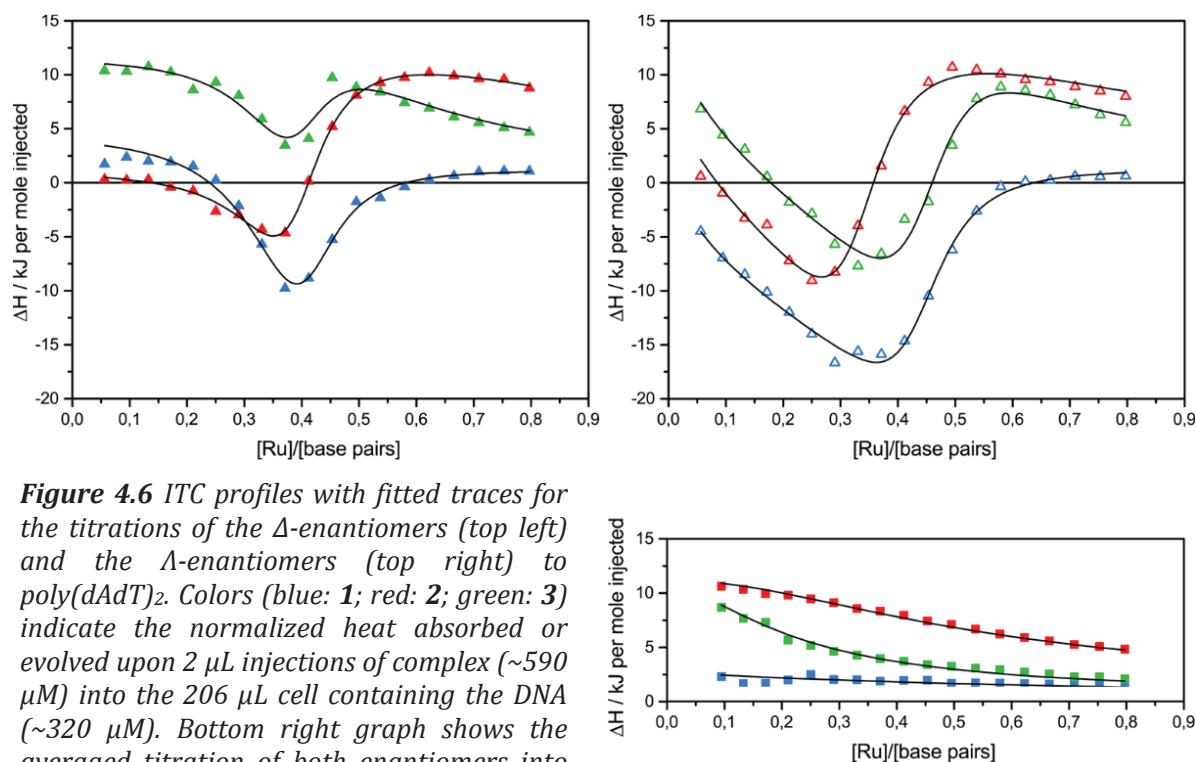 15
10
5
0
-5
-10
-15
-20
ΔH / kJ per mole injected
0,0 0,1 0,2 0,3 0,4 0,5 0,6 0,7 0,8 0,9
[Ru]/[base pairs]
15
10
5
0
-5
-10
-15
-20
ΔH / kJ per mole injected
0,0 0,1 0,2 0,3 0,4 0,5 0,6 0,7 0,8 0,9
[Ru]/[base pairs]
Figure 4.6 ITC profiles with fitted traces for
the titrations of the Δ-enantiomers (top left)
and the Λ-enantiomers (top right) to
poly(dAdT)₂. Colors (blue: 1; red: 2; green: 3)
indicate the normalized heat absorbed or
evolved upon 2 μL injections of complex (~590
μM) into the 206 μL cell containing the DNA
(~320 μM). Bottom right graph shows the
averaged titration of both enantiomers into
15
10
5
0
ΔH / kJ per mole injected
0,0 0,1 0,2 0,3 0,4 0,5 0,6 0,7 0,8 0,9
[Ru]/[base pairs]